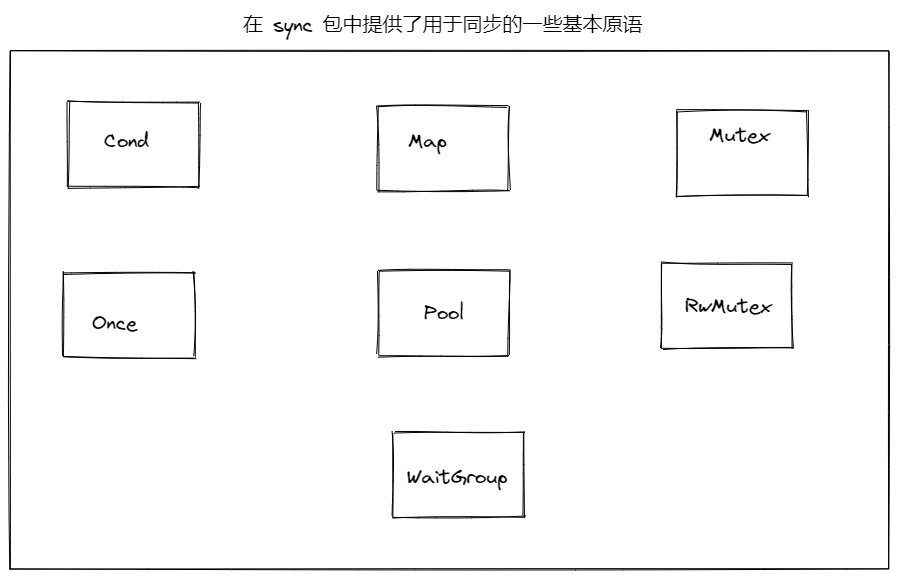 在 sync 包中提供了用于同步的一些基本原语
Cond
Map
Mutex
Once
Pool
RwMutex
WaitGroup